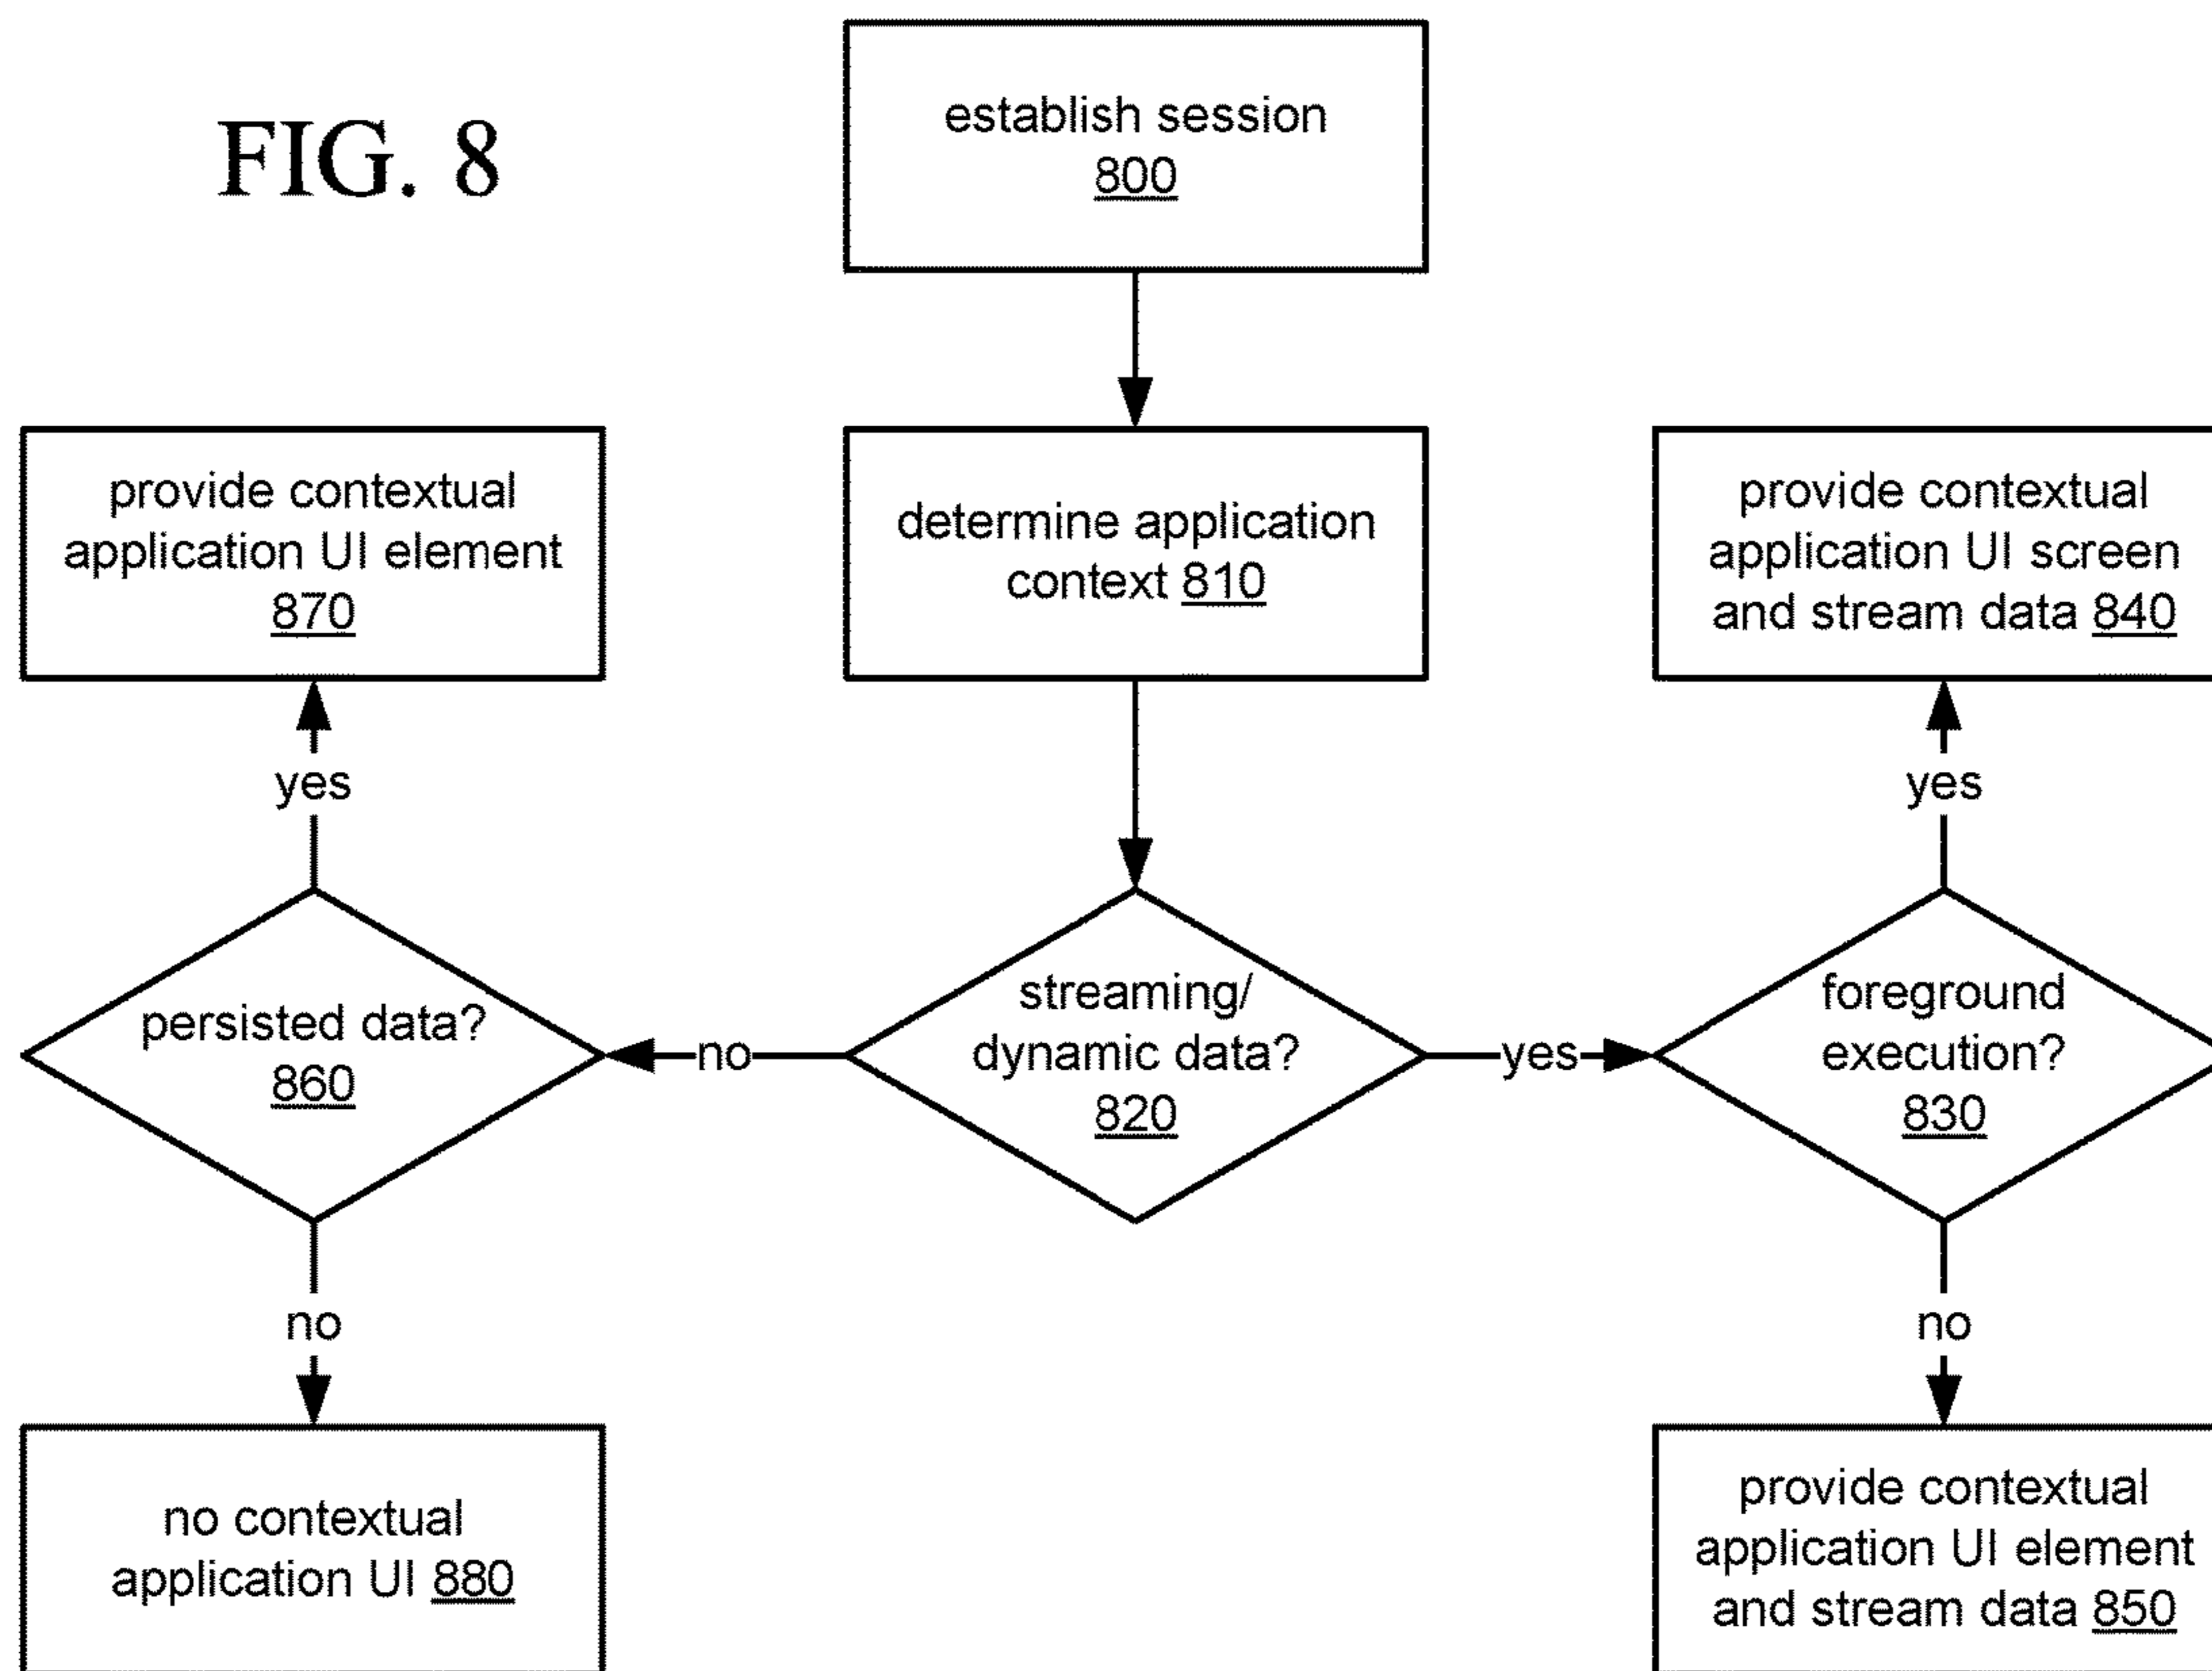 FIG. 8
establish session
800
provide contextual
application UI element
870
determine application
context 810
provide contextual
application UI screen
and stream data 840
yes
yes
persisted data?
860
no
streaming/
dynamic data?
820
yes
foreground
execution?
830
no
no
no contextual
application UI 880
provide contextual
application UI element
and stream data 850